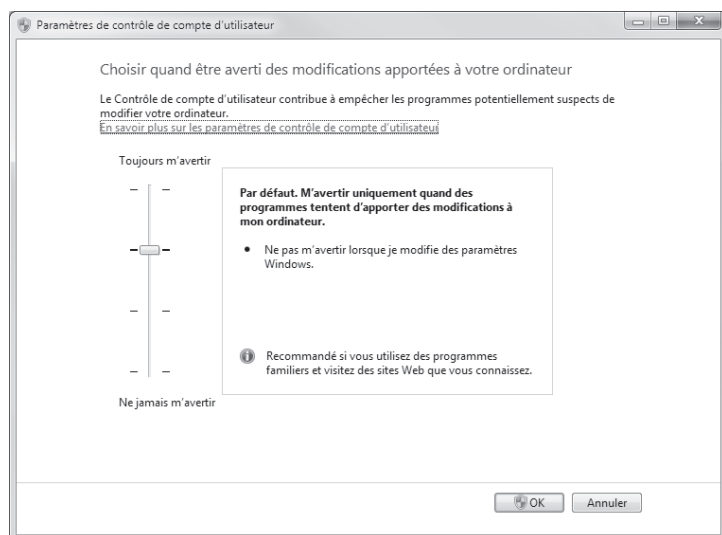 Paramètres de contrôle de compte d'utilisateur
Choisir quand être averti des modifications apportées à votre ordinateur
Le Contrôle de compte d'utilisateur contribue à empêcher les programmes potentiellement suspects de
modifier votre ordinateur.
En savoir plus sur les paramètres de contrôle de compte d'utilisateur
Toujours m'avertir
Par défaut. M'avertir uniquement quand des
programmes tentent d'apporter des modifications à
mon ordinateur.
• Ne pas m'avertir lorsque je modifie des paramètres
Windows.
Recommandé si vous utilisez des programmes
familiers et visitez des sites Web que vous connaissez.
Ne jamais m'avertir
OK Annuler